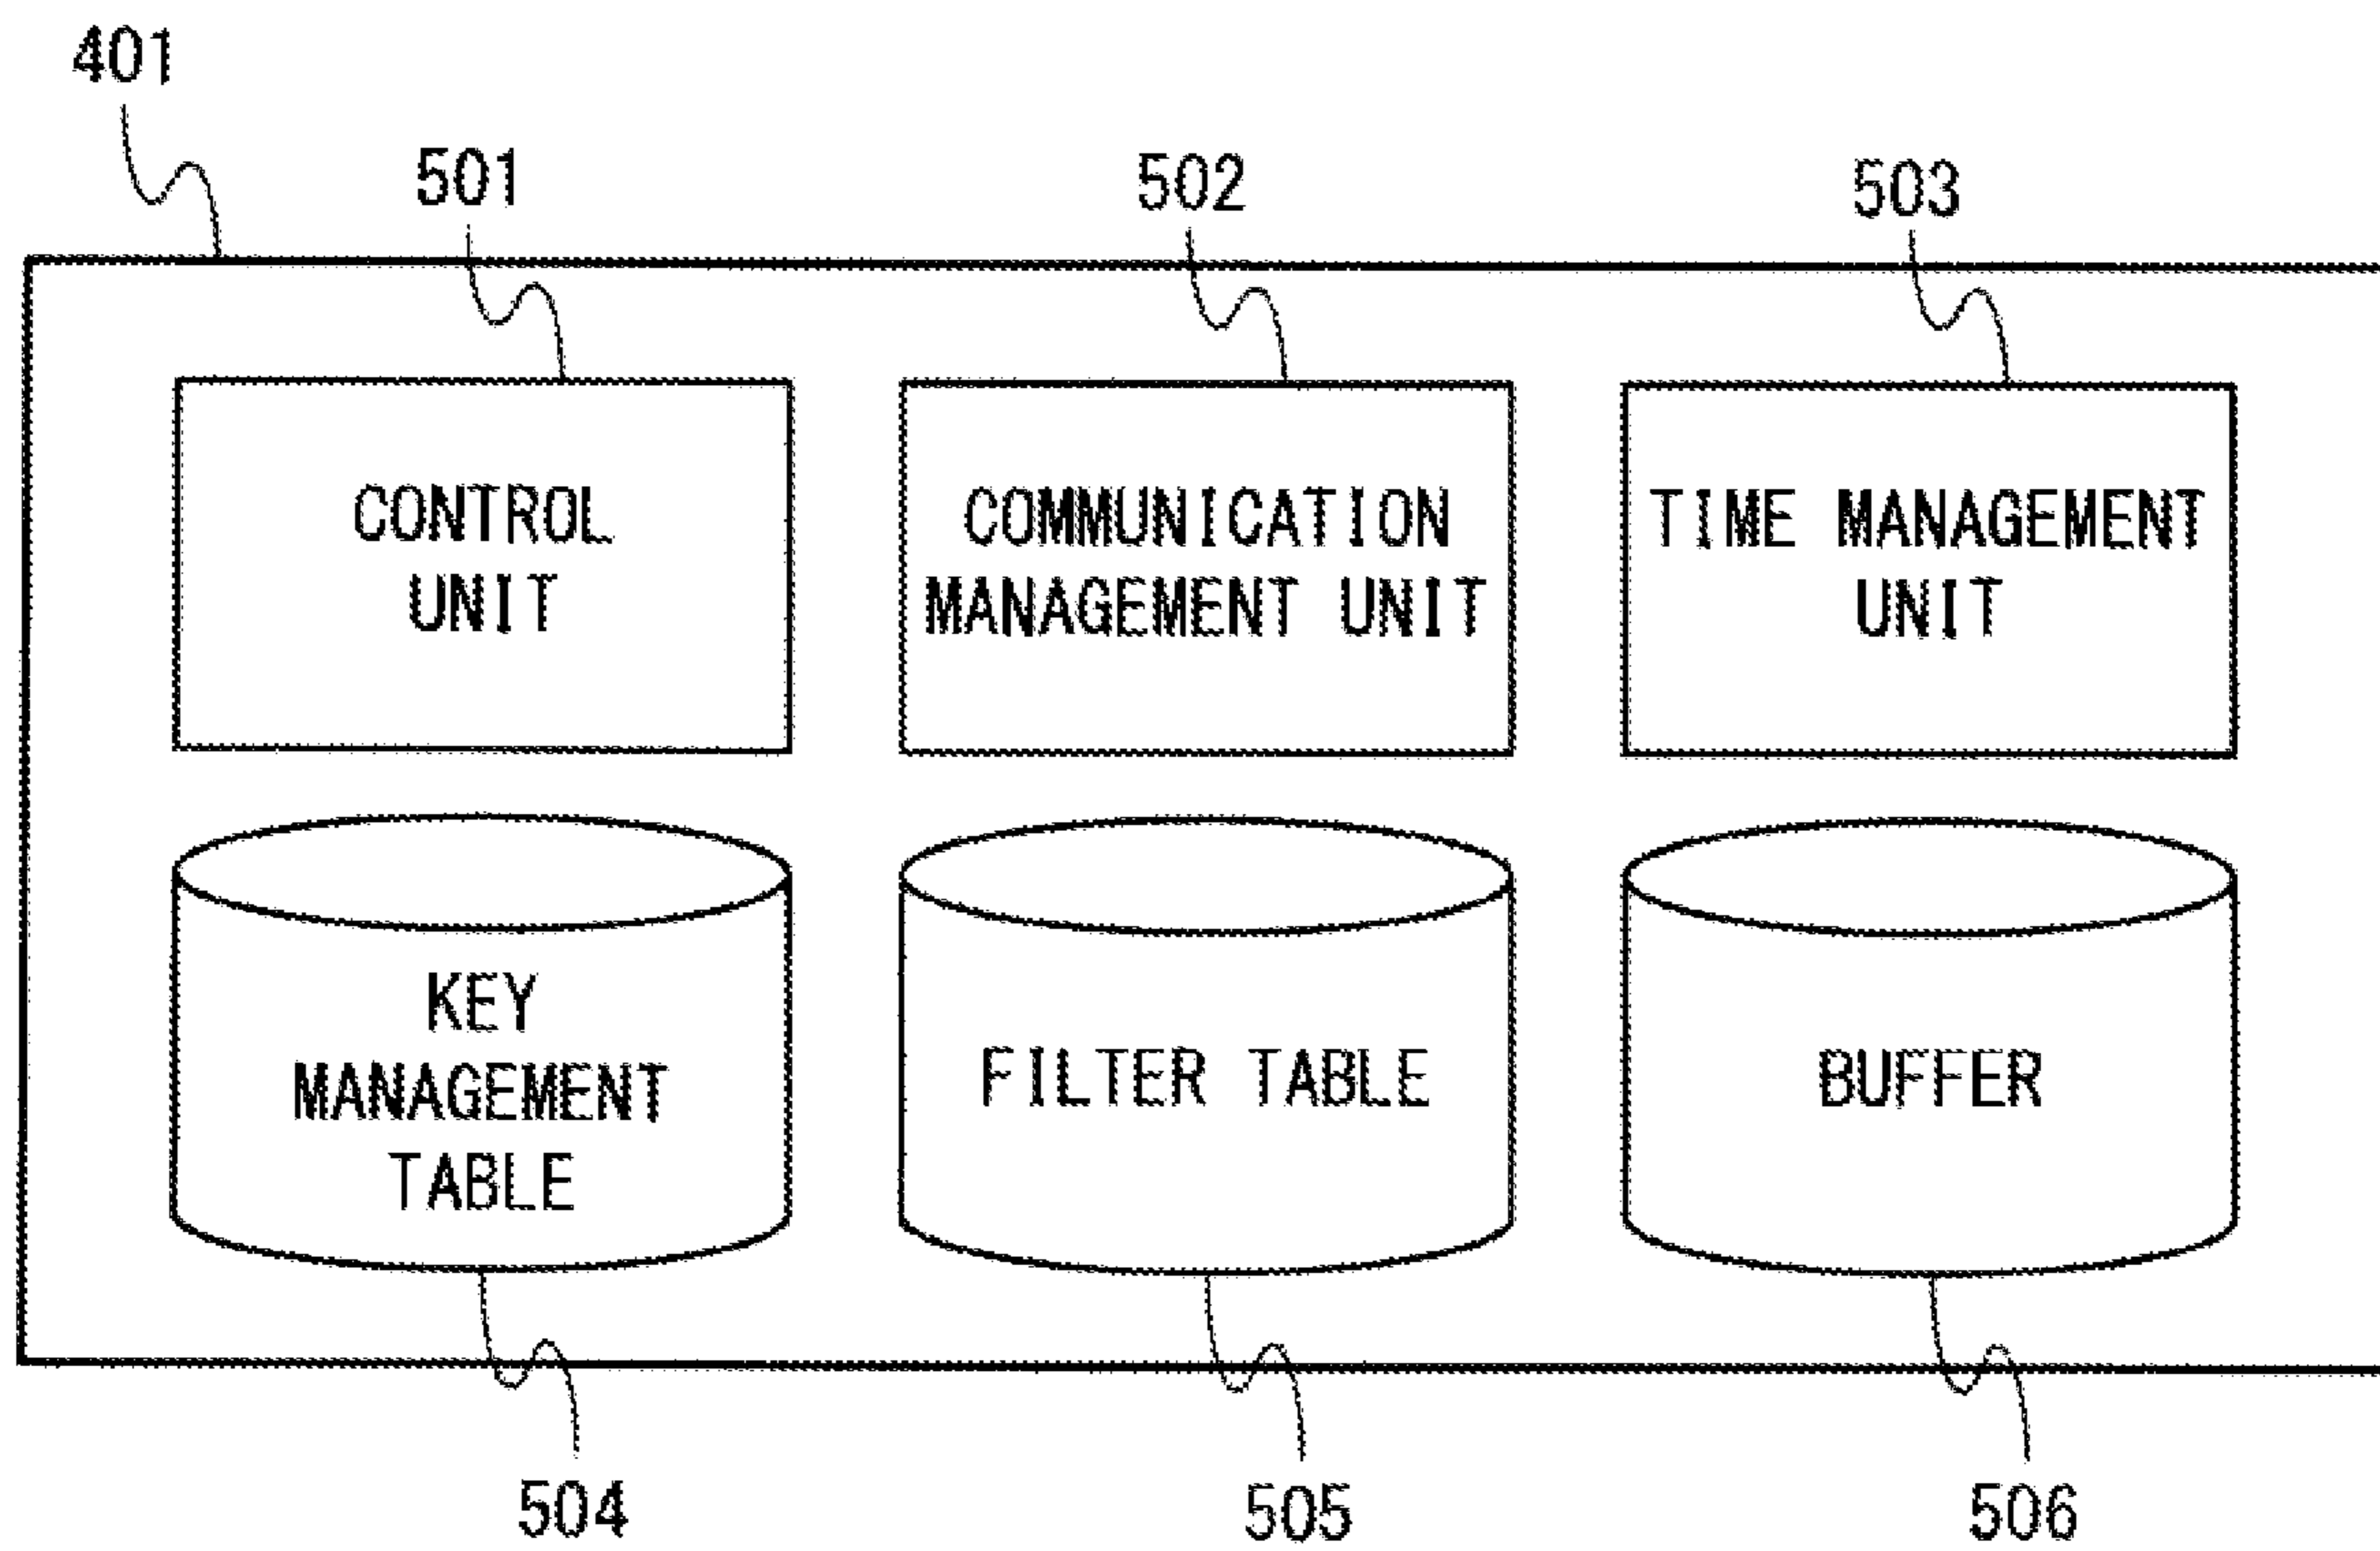 401
501
502
503
CONTROL
UNIT
COMMUNICATION
MANAGEMENT UNIT
TIME MANAGEMENT
UNIT
KEY
MANAGEMENT
TABLE
FILTER TABLE
BUFFER
504
505
506